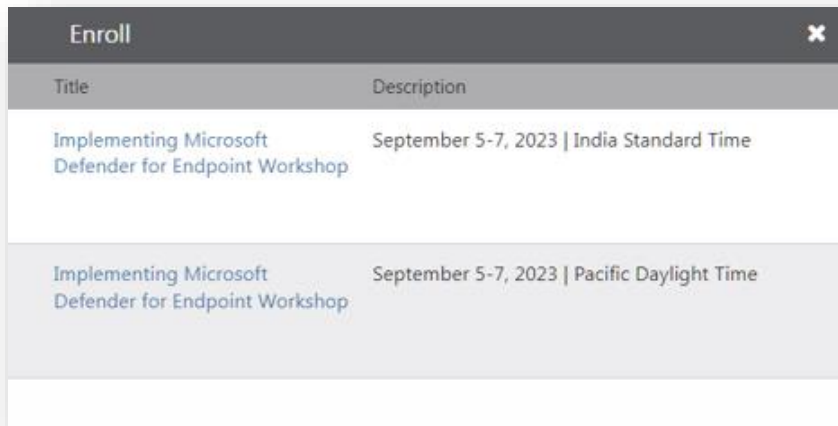 Enroll
Title Description
Implementing Microsoft September 5-7, 2023 | India Standard Time
Defender for Endpoint Workshop
Implementing Microsoft September 5-7, 2023 | Pacific Daylight Time
Defender for Endpoint Workshop